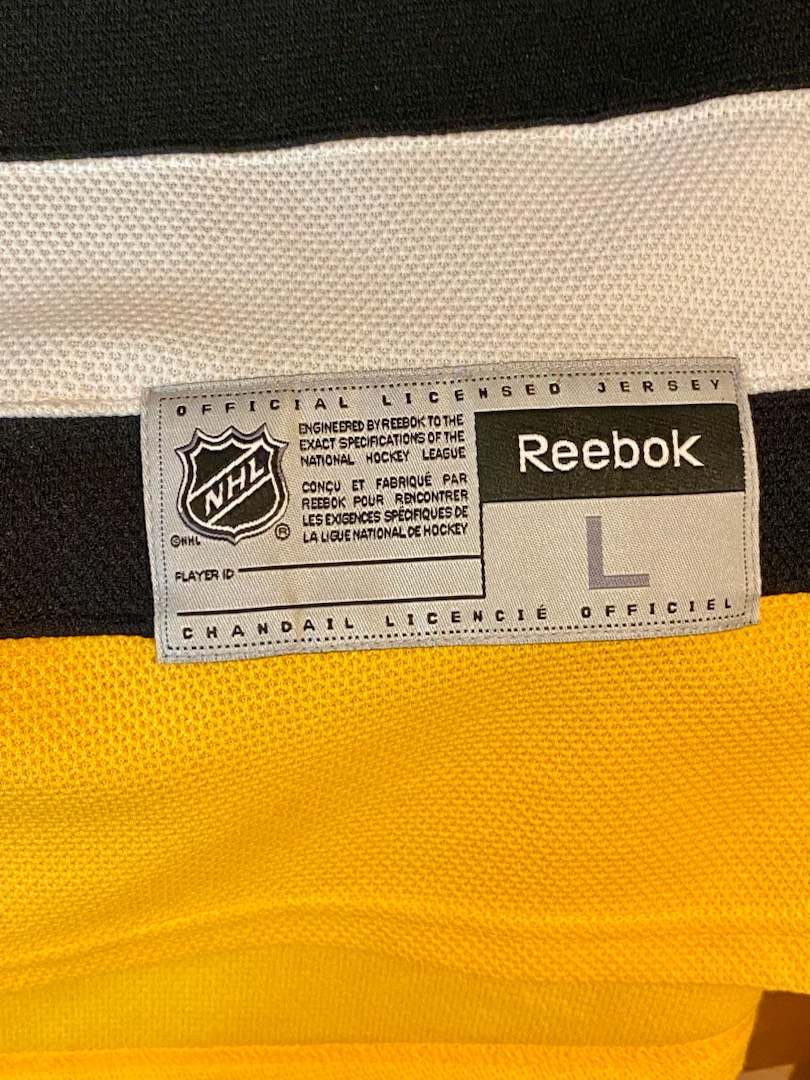 OFFICIAL LICENSED JERSEY
ENGINEERED BY REEBOK TO THE
EXACT SPECIFICATIONS OF THE
NATIONAL HOCKEY LEAGUE
CONÇU ET FABRIQUÉ PAR
REEBOK POUR RENCONTRER
LES EXIGENCES SPÉCIFIQUES DE
LA LIGUE NATIONAL DE HOCKEY
NHL
©NHL
®
PLAYER ID
Reebok
L
CHANDAIL LICENCIÉ OFFICIEL